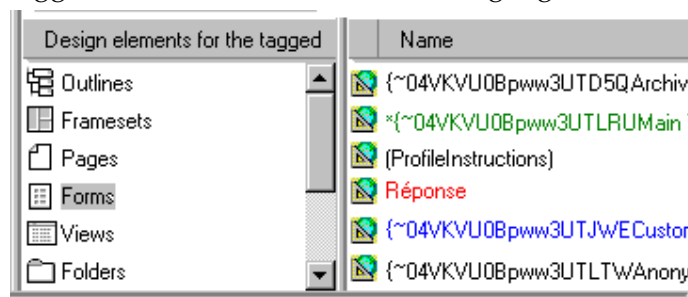 Design elements for the tagged
Name
Outlines
Framesets
Pages
Forms
Views
Folders
{~04VKVU0Bpww3UTD5QArchiv
*{~04VKVU0Bpww3UTLRUMain
(ProfileInstructions)
Réponse
{~04VKVU0Bpww3UTJWECustor
{~04VKVU0Bpww3UTLTWAnony